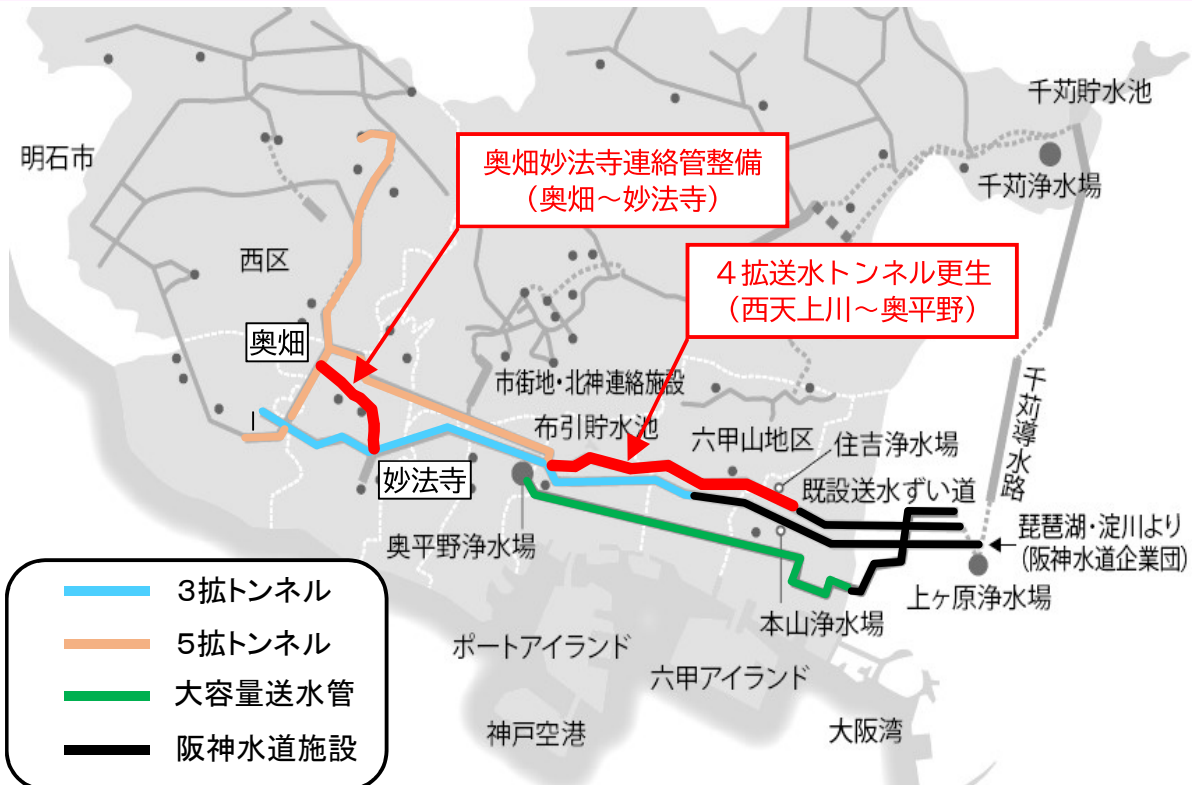 千苅貯水池
明石市
奥畑妙法寺連絡管整備
（奥畑～妙法寺）
千苅浄水場
西区
４拡送水トンネル更生
（西天上川～奥平野）
奥畑
市街地・北神連絡施設
千苅導水路
布引貯水池
六甲山地区
住吉浄水場
妙法寺
既設送水ずい道
琵琶湖・淀川より
（阪神水道企業団）
奥平野浄水場
上ヶ原浄水場
本山浄水場
ポートアイランド
六甲アイランド
神戸空港
大阪湾
３拡トンネル
５拡トンネル
大容量送水管
阪神水道施設